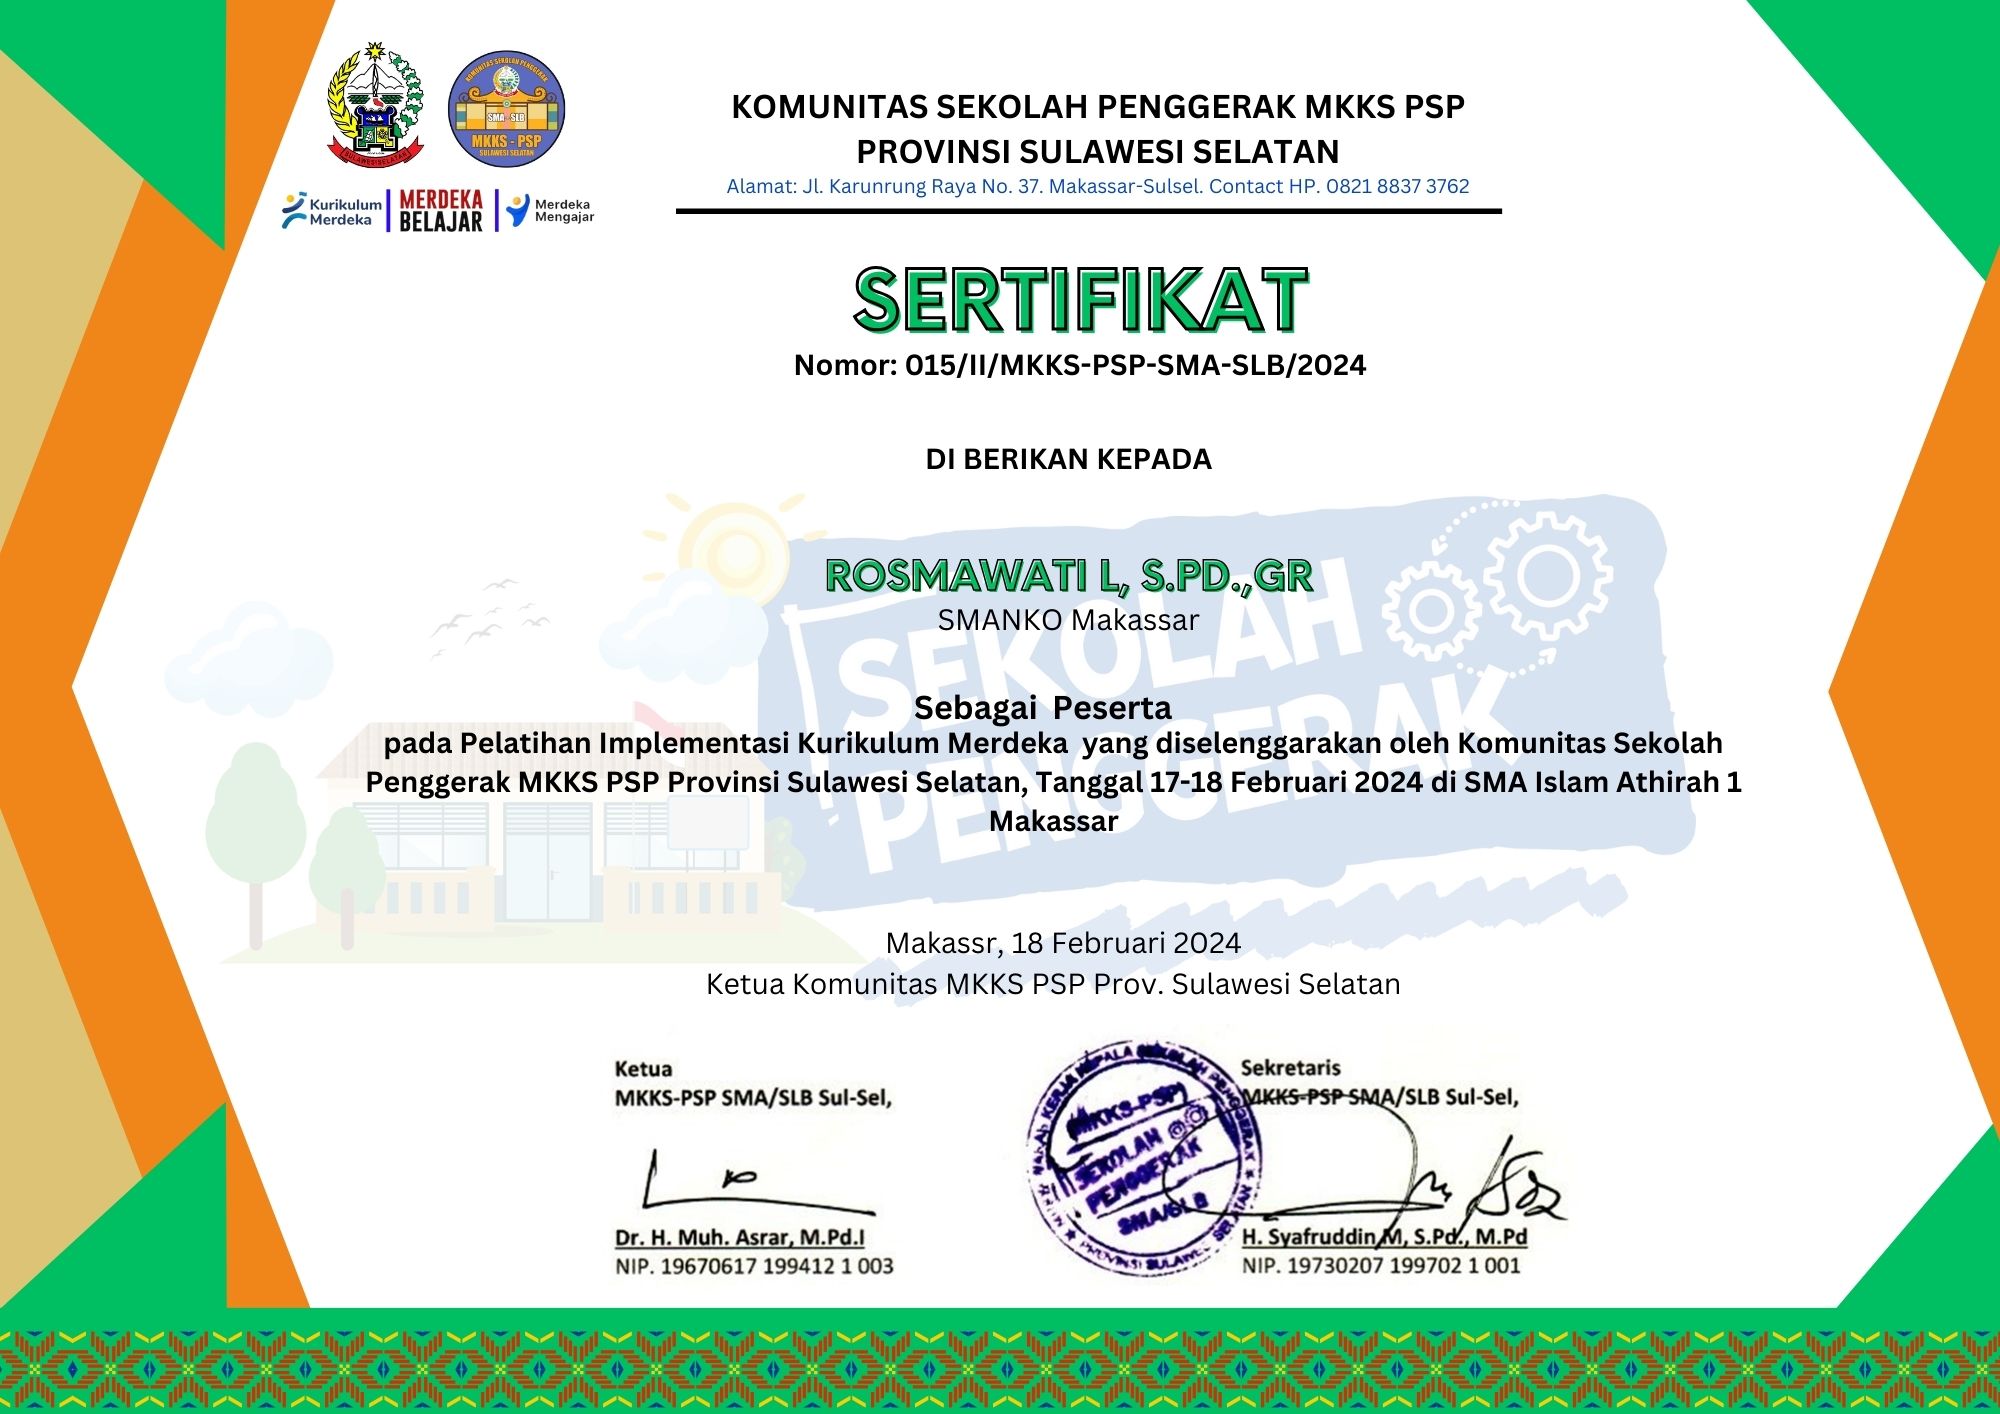 KOMUNITAS SEKOLAH PENGGERAK
SMA SLB
MKKS - PSP
SULAWESI SELATAN
SULAWESI SELATAN
Kurikulum
Merdeka
MERDEKA
BELAJAR
Merdeka
Mengajar
KOMUNITAS SEKOLAH PENGGERAK MKKS PSP
PROVINSI SULAWESI SELATAN
Alamat: Jl. Karunrung Raya No. 37. Makassar-Sulsel. Contact HP. 0821 8837 3762
SERTIFIKAT
Nomor: 015/II/MKKS-PSP-SMA-SLB/2024
DI BERIKAN KEPADA
ROSMAWATI L, S.PD.,GR
SMANKO Makassar
SEKOLAH
PENGGERAK
Sebagai Peserta
pada Pelatihan Implementasi Kurikulum Merdeka yang diselenggarakan oleh Komunitas Sekolah
Penggerak MKKS PSP Provinsi Sulawesi Selatan, Tanggal 17-18 Februari 2024 di SMA Islam Athirah 1
Makassar
Makassr, 18 Februari 2024
Ketua Komunitas MKKS PSP Prov. Sulawesi Selatan
Ketua
MKKS-PSP SMA/SLB Sul-Sel,
Dr. H. Muh. Asrar, M.Pd.I
NIP. 19670617 199412 1 003
KERJA KEPALA SEKOLAH PENGGERAK
MKKS-PSP
SEKOLAH
PENGGERAK
SMA/SLB
PROVINSI SULAWESI SELATAN
Sekretaris
MKKS-PSP SMA/SLB Sul-Sel,
H. Syafruddin M, S.Pd., M.Pd
NIP. 19730207 199702 1 001